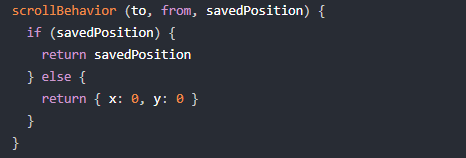 scrollBehavior (to, from, savedPosition) {
  if (savedPosition) {
    return savedPosition
  } else {
    return { x: 0, y: 0 }
  }
}